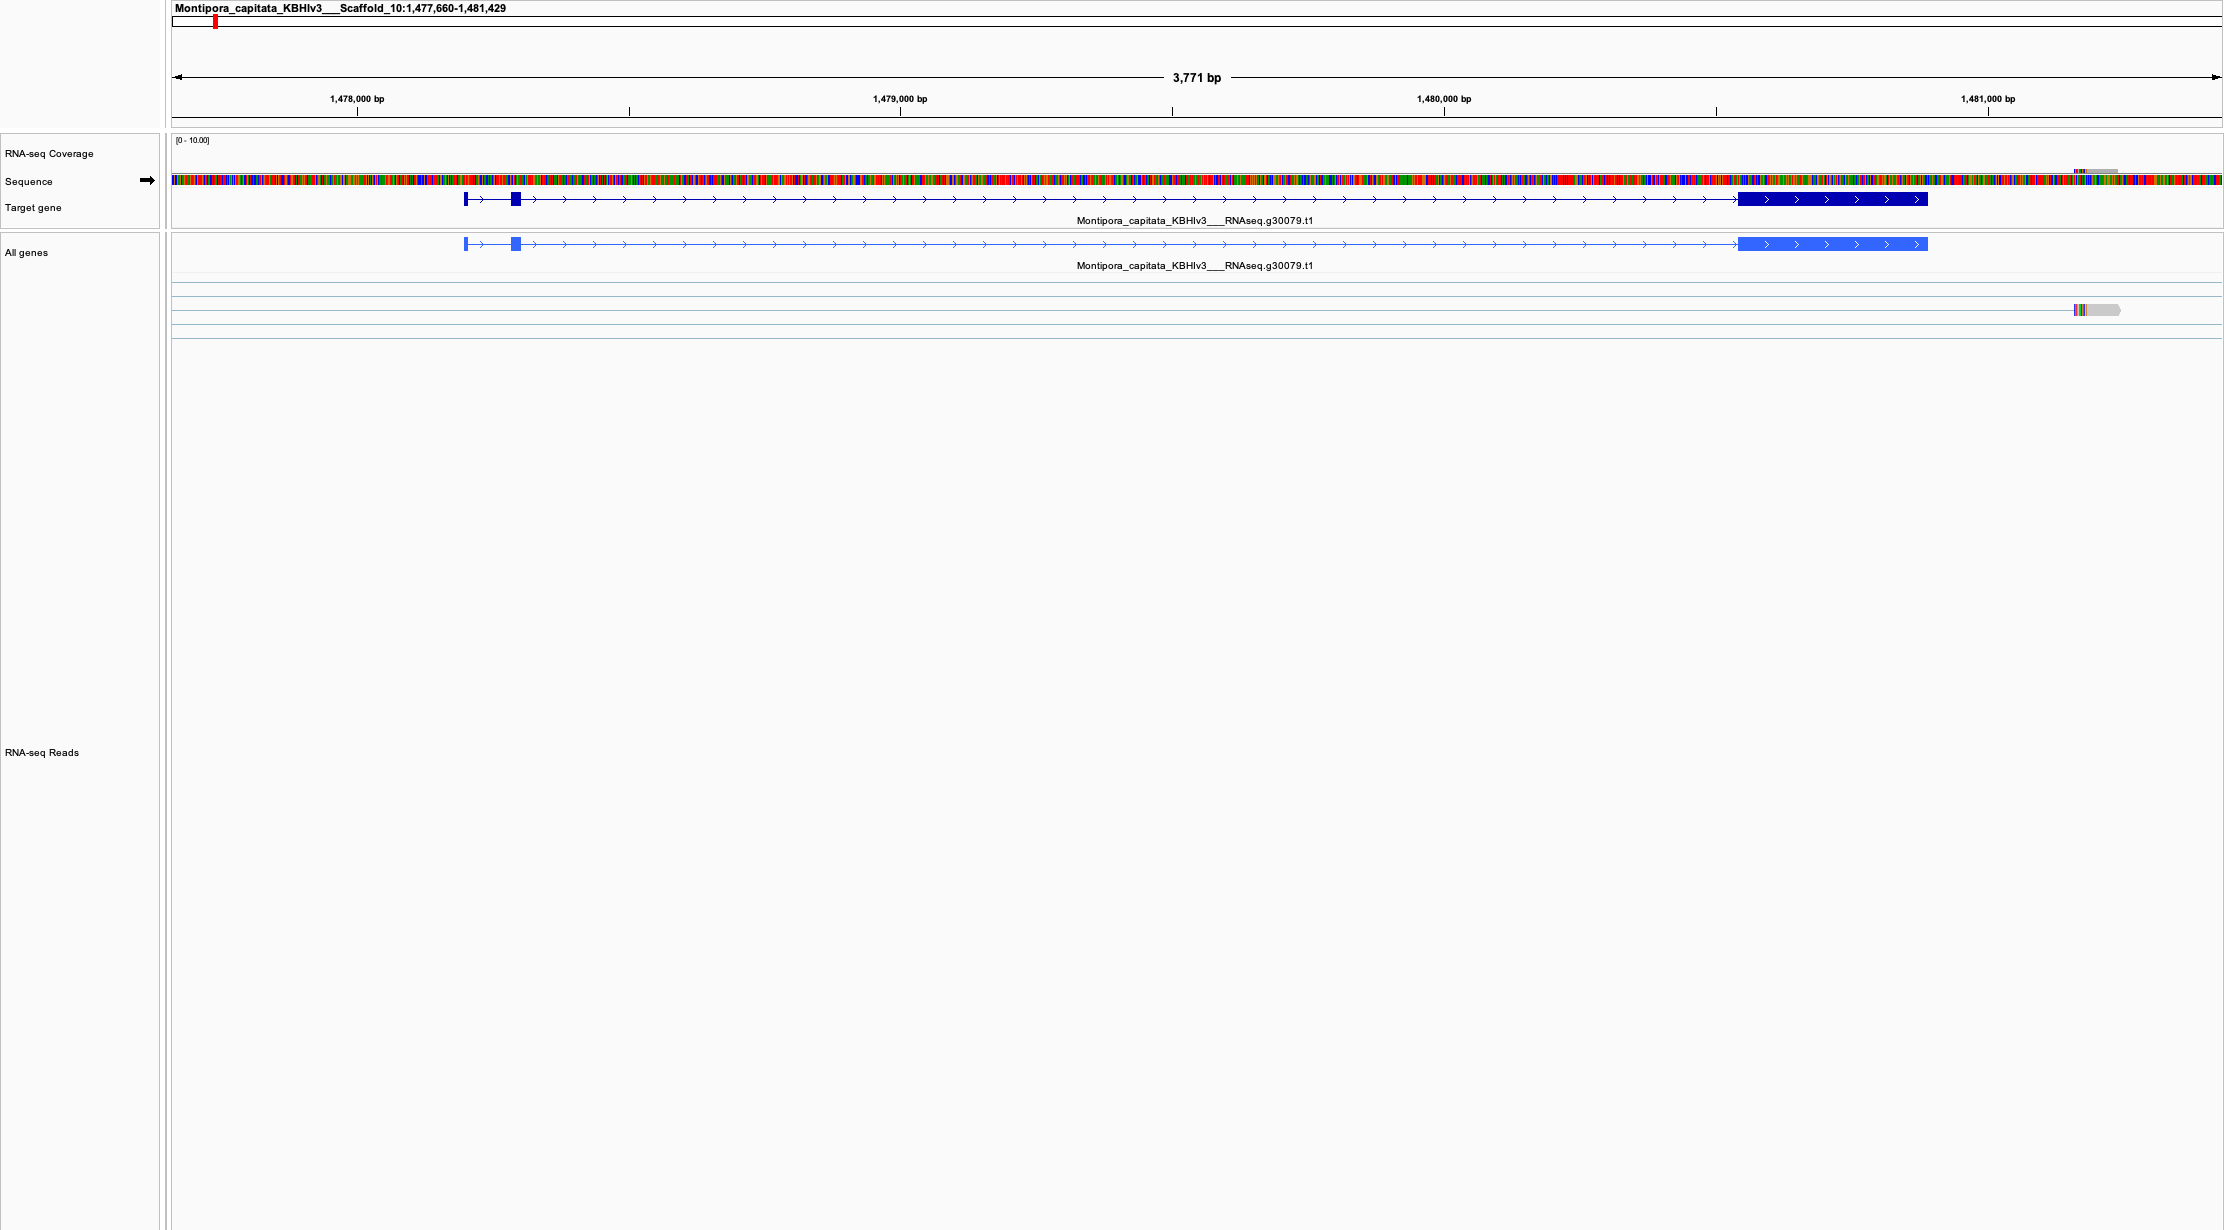 Montipora_capitata_KBHIv3___Scaffold_10:1,477,660-1,481,429
3,771 bp
1,478,000 bp 1,479,000 bp 1,480,000 bp 1,481,000 bp
[0 - 10.00]
RNA-seq Coverage
Sequence
Target gene
Montipora_capitata_KBHIv3___RNAseq.g30079.t1
All genes
Montipora_capitata_KBHIv3___RNAseq.g30079.t1
RNA-seq Reads